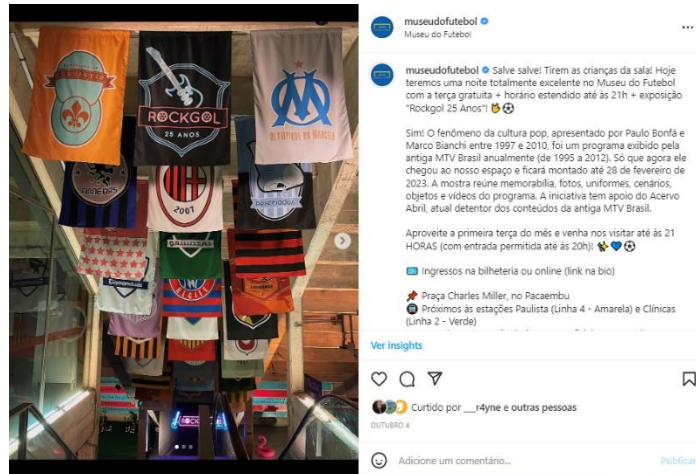 ROCKGOL
25 ANOS
OLYMPIQUE DO MARCOS
2001
museudofutebol
Museu do Futebol
museudofutebol Salve salve! Tirem as crianças da sala! Hoje
teremos uma noite totalmente excelente no Museu do Futebol
com a terça gratuita + horário estendido até às 21h + exposição
"Rockgol 25 Anos"! 🤘⚽
Sim! O fenômeno da cultura pop, apresentado por Paulo Bonfá e
Marco Bianchi entre 1997 e 2010, foi um programa exibido pela
antiga MTV Brasil anualmente (de 1995 a 2012). Só que agora ele
chegou ao nosso espaço e ficará montado até 28 de fevereiro de
2023. A mostra reúne memorabília, fotos, uniformes, cenários,
objetos e vídeos do programa. A iniciativa tem apoio do Acervo
Abril, atual detentor dos conteúdos da antiga MTV Brasil.
Aproveite a primeira terça do mês e venha nos visitar até às 21
HORAS (com entrada permitida até às 20h)! ✨💙⚽
🎫 Ingressos na bilheteria ou online (link na bio)
📌 Praça Charles Miller, no Pacaembu
🚇 Próximos às estações Paulista (Linha 4 - Amarela) e Clínicas
(Linha 2 - Verde)
Ver insights
Curtido por ___r4yne e outras pessoas
OUTUBRO 4
Adicione um comentário...
Publicar